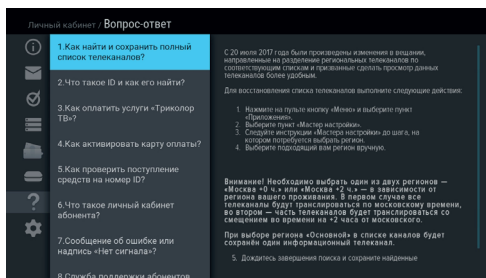 Личный кабинет / Вопрос-ответ
1.Как найти и сохранить полный
список телеканалов?
2.Что такое ID и как его найти?
3.Как оплатить услуги «Триколор
ТВ»?
4.Как активировать карту оплаты?
5.Как проверить поступление
средств на номер ID?
6.Что такое личный кабинет
абонента?
7.Сообщение об ошибке или
надпись «Нет сигнала»?
8.Служба поддержки абонентов
С 20 июля 2017 года были произведены изменения в вещании,
направленные на разделение региональных телеканалов по
соответствующим спискам и призванные сделать просмотр данных
телеканалов более удобным.
Для восстановления списка телеканалов выполните следующие действия:
1. Нажмите на пульте кнопку «Меню» и выберите пункт
«Приложения».
2. Выберите пункт «Мастер настройки».
3. Следуйте инструкции «Мастера настройки» до шага, на
котором потребуется выбрать регион.
4. Выберите подходящий вам регион вручную.
Внимание! Необходимо выбрать один из двух регионов –
«Москва +0 ч.» или «Москва +2 ч.» – в зависимости от
региона вашего проживания. В первом случае все
телеканалы будут транслироваться по московскому времени,
во втором – часть телеканалов будет транслироваться со
смещением во времени на +2 часа от московского.
При выборе региона «Основной» в списке каналов будет
сохранён один информационный телеканал.
5. Дождитесь завершения поиска и сохраните найденные